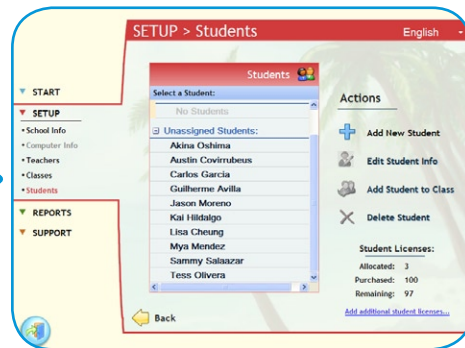 SETUP > Students
English
START
SETUP
• School Info
• Computer Info
• Teachers
• Classes
• Students
REPORTS
SUPPORT
Students
Select a Student:
No Students
Unassigned Students:
Akina Oshima
Austin Covirrubeus
Carlos Garcia
Guilherme Avilla
Jason Moreno
Kai Hildalgo
Lisa Cheung
Mya Mendez
Sammy Salaazar
Tess Olivera
Back
Actions
Add New Student
Edit Student Info
Add Student to Class
Delete Student
Student Licenses:
Allocated: 3
Purchased: 100
Remaining: 97
Add additional student licenses...